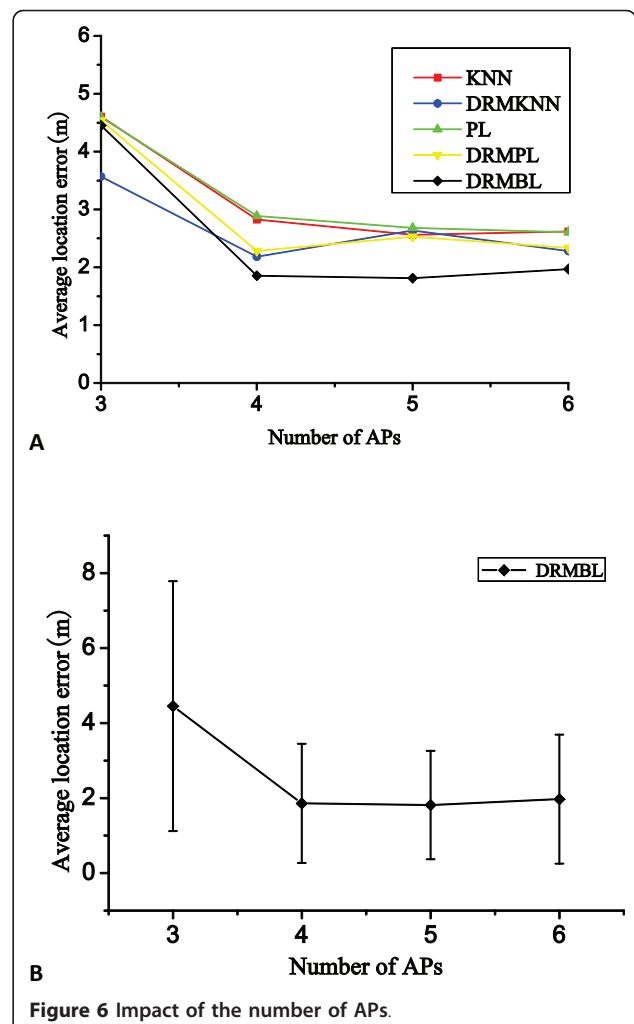 6
5
4
3
2
1
0
Average location error (m)
KNN
DRMKNN
PL
DRMPL
DRMBL
3 4 5 6
Number of APs
A
8
6
4
2
0
Average location error (m)
DRMBL
3 4 5 6
Number of APs
B
Figure 6 Impact of the number of APs.